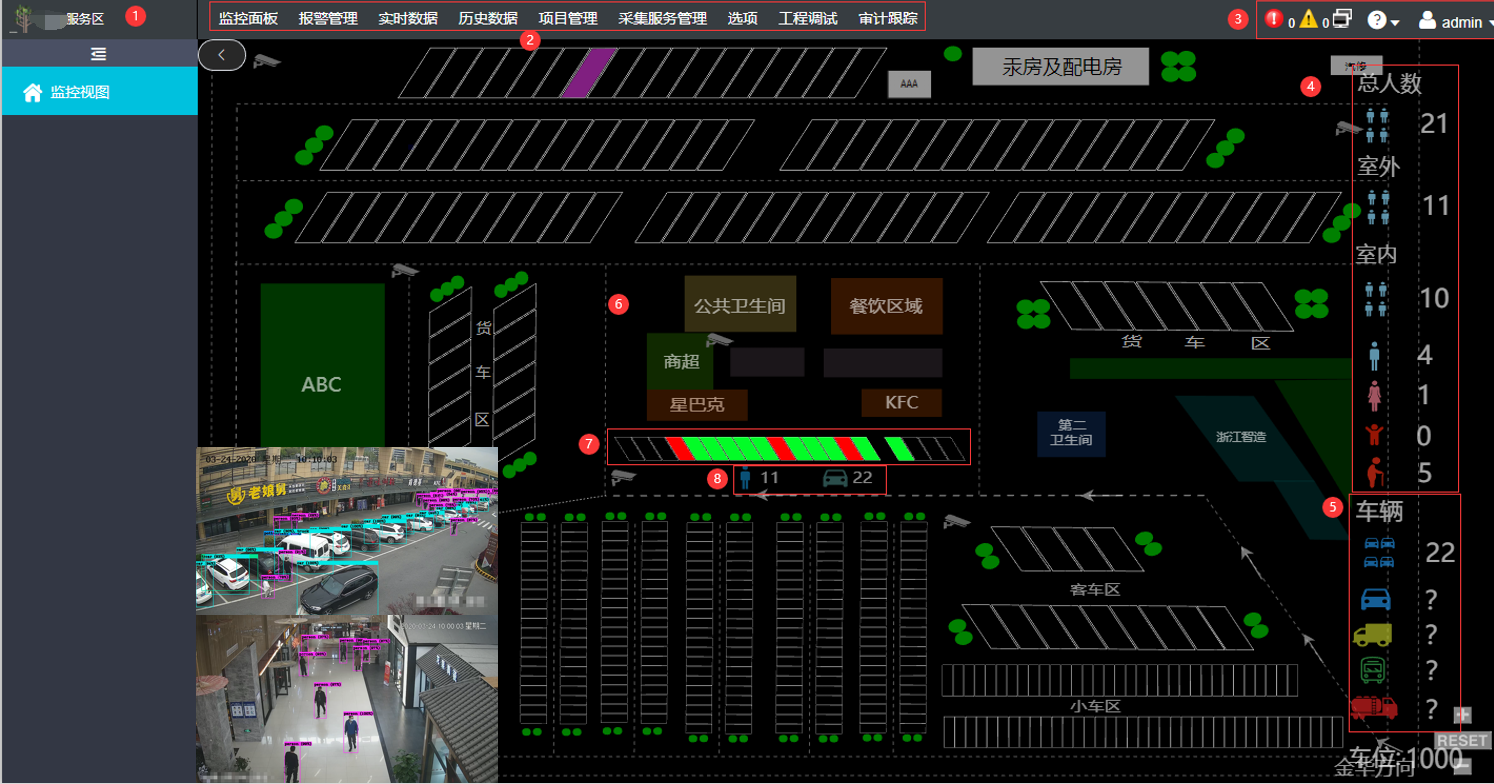 服务区
1
监控面板 报警管理 实时数据 历史数据 项目管理 采集服务管理 选项 工程调试 审计跟踪
2
3
! 0 ! 0 ? admin
监控视图
AAA
汞房及配电房
4
总人数
21
室外
11
室内
10
4
1
0
5
6
公共卫生间
餐饮区域
商超
星巴克
KFC
ABC
货车区
货车区
第二
卫生间
浙江智造
7
8
11
22
5
车辆
22
?
?
?
?
客车区
小车区
RESET
车位:1000
金华方向
老娘舅